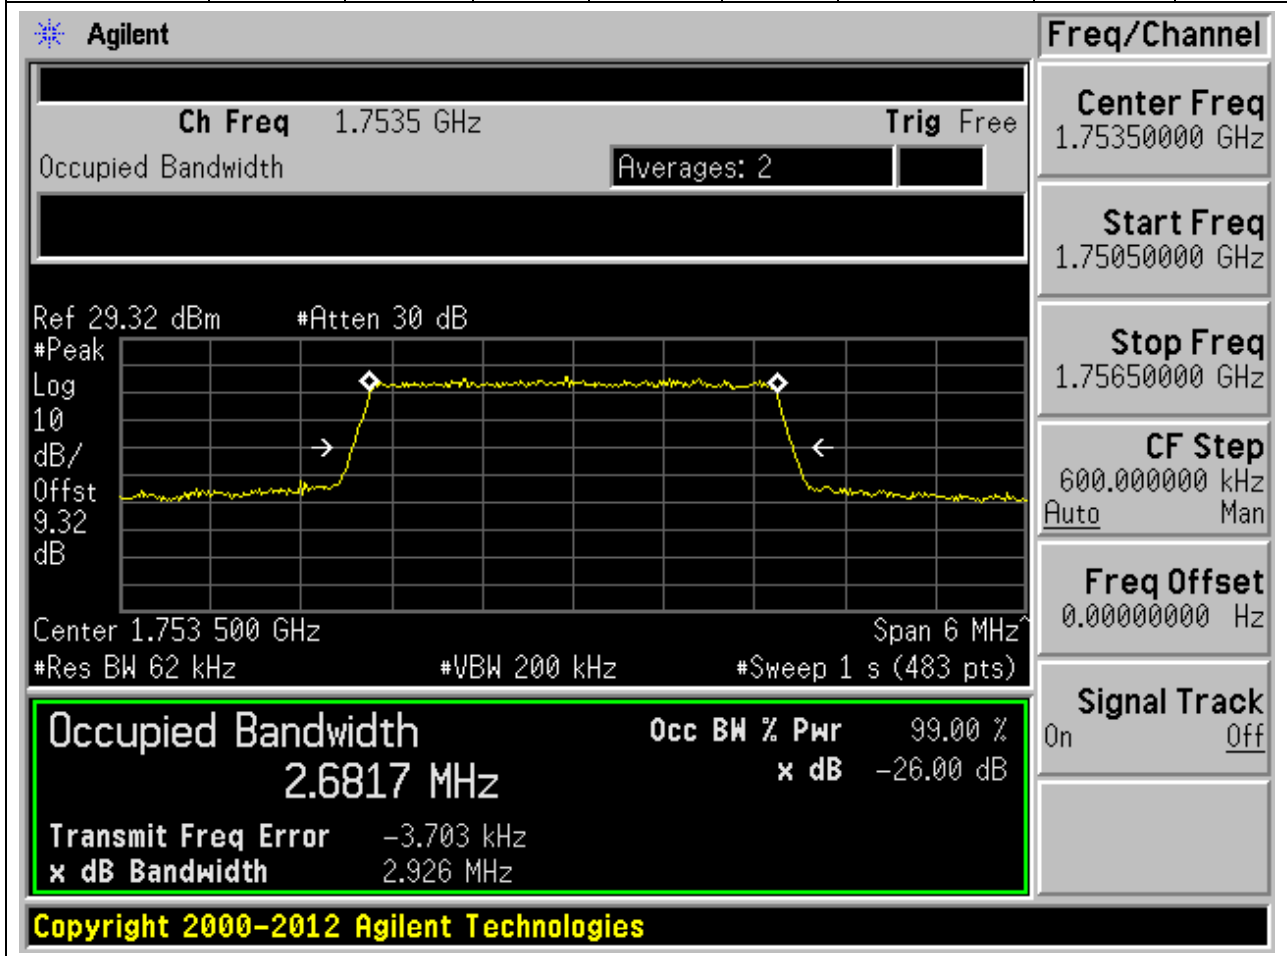 Agilent
Freq/Channel
Ch Freq 1.7535 GHz Trig Free
Occupied Bandwidth Averages: 2
Center Freq
1.75350000 GHz
Start Freq
1.75050000 GHz
Stop Freq
1.75650000 GHz
CF Step
600.000000 kHz
Auto Man
Freq Offset
0.00000000 Hz
Signal Track
On Off
Ref 29.32 dBm #Atten 30 dB
#Peak
Log
10
dB/
Offst
9.32
dB
Center 1.753 500 GHz Span 6 MHz^
#Res BW 62 kHz #VBW 200 kHz #Sweep 1 s (483 pts)
Occupied Bandwidth Occ BW % Pwr 99.00 %
2.6817 MHz x dB -26.00 dB
Transmit Freq Error -3.703 kHz
x dB Bandwidth 2.926 MHz
Copyright 2000-2012 Agilent Technologies